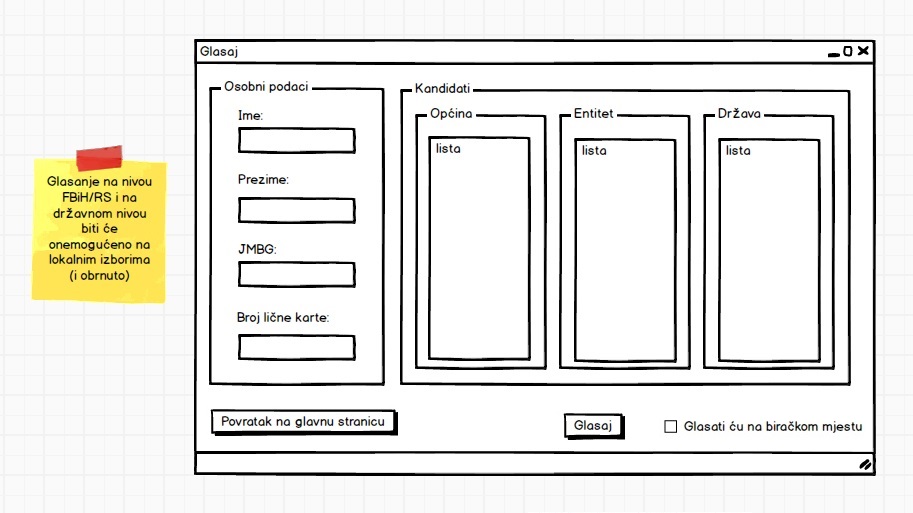 Glasaj
Glasanje na nivou
FBiH/RS i na
državnom nivou
biti će
onemogućeno na
lokalnim izborima
(i obrnuto)
Osobni podaci
Ime:
Prezime:
JMBG:
Broj lične karte:
Kandidati
Općina
lista
Entitet
lista
Država
lista
Povratak na glavnu stranicu
Glasaj
Glasati ću na biračkom mjestu